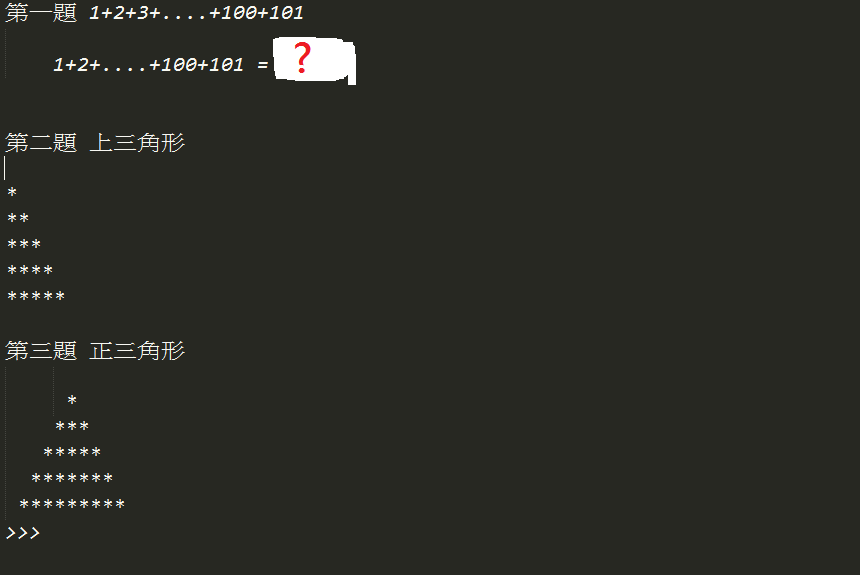 第一題 1+2+3+....+100+101
1+2+....+100+101 = ?
第二題 上三角形
*
**
***
****
*****
第三題 正三角形
*
***
*****
*******
*********
>>>